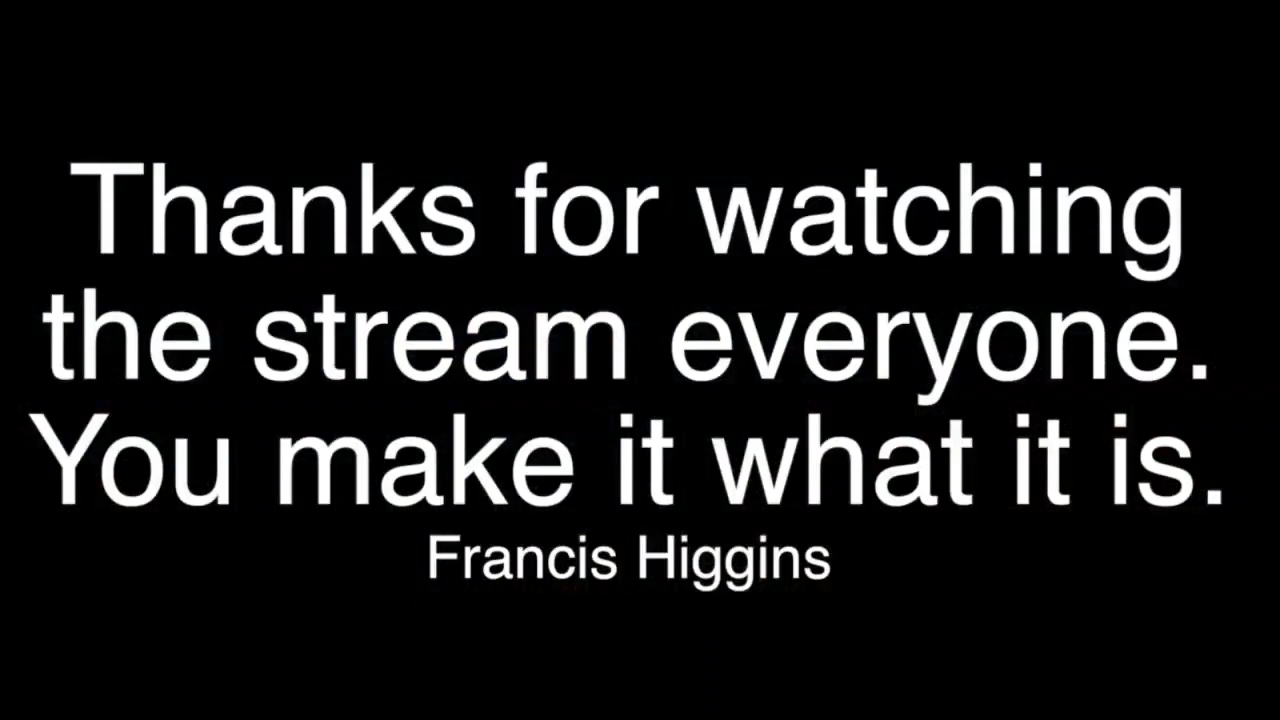 Thanks for watching
the stream everyone.
You make it what it is.
Francis Higgins